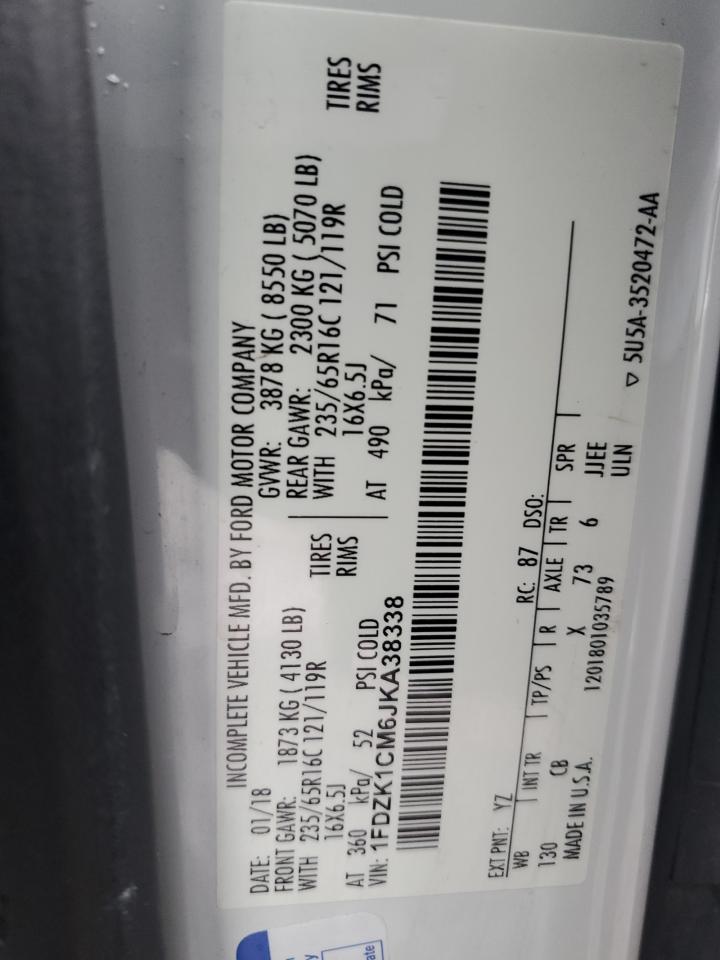 INCOMPLETE VEHICLE MFD. BY FORD MOTOR COMPANY
DATE: 01/18 GVWR: 3878 KG ( 8550 LB)
FRONT GAWR: 1873 KG ( 4130 LB) REAR GAWR: 2300 KG ( 5070 LB)
WITH 235/65R16C 121/119R TIRES WITH 235/65R16C 121/119R TIRES
16X6.5J RIMS 16X6.5J RIMS
AT 360 kPa/ 52 PSI COLD AT 490 kPa/ 71 PSI COLD
VIN: 1FDZK1CM6JKA38338
EXT PNT: YZ RC: 87 DSO:
WB INT TR TP/PS R AXLE TR SPR
130 CB X 73 6 JJEE
MADE IN U.S.A. 1201801035789 ULN
▽ 5U5A-3520472-AA
ate